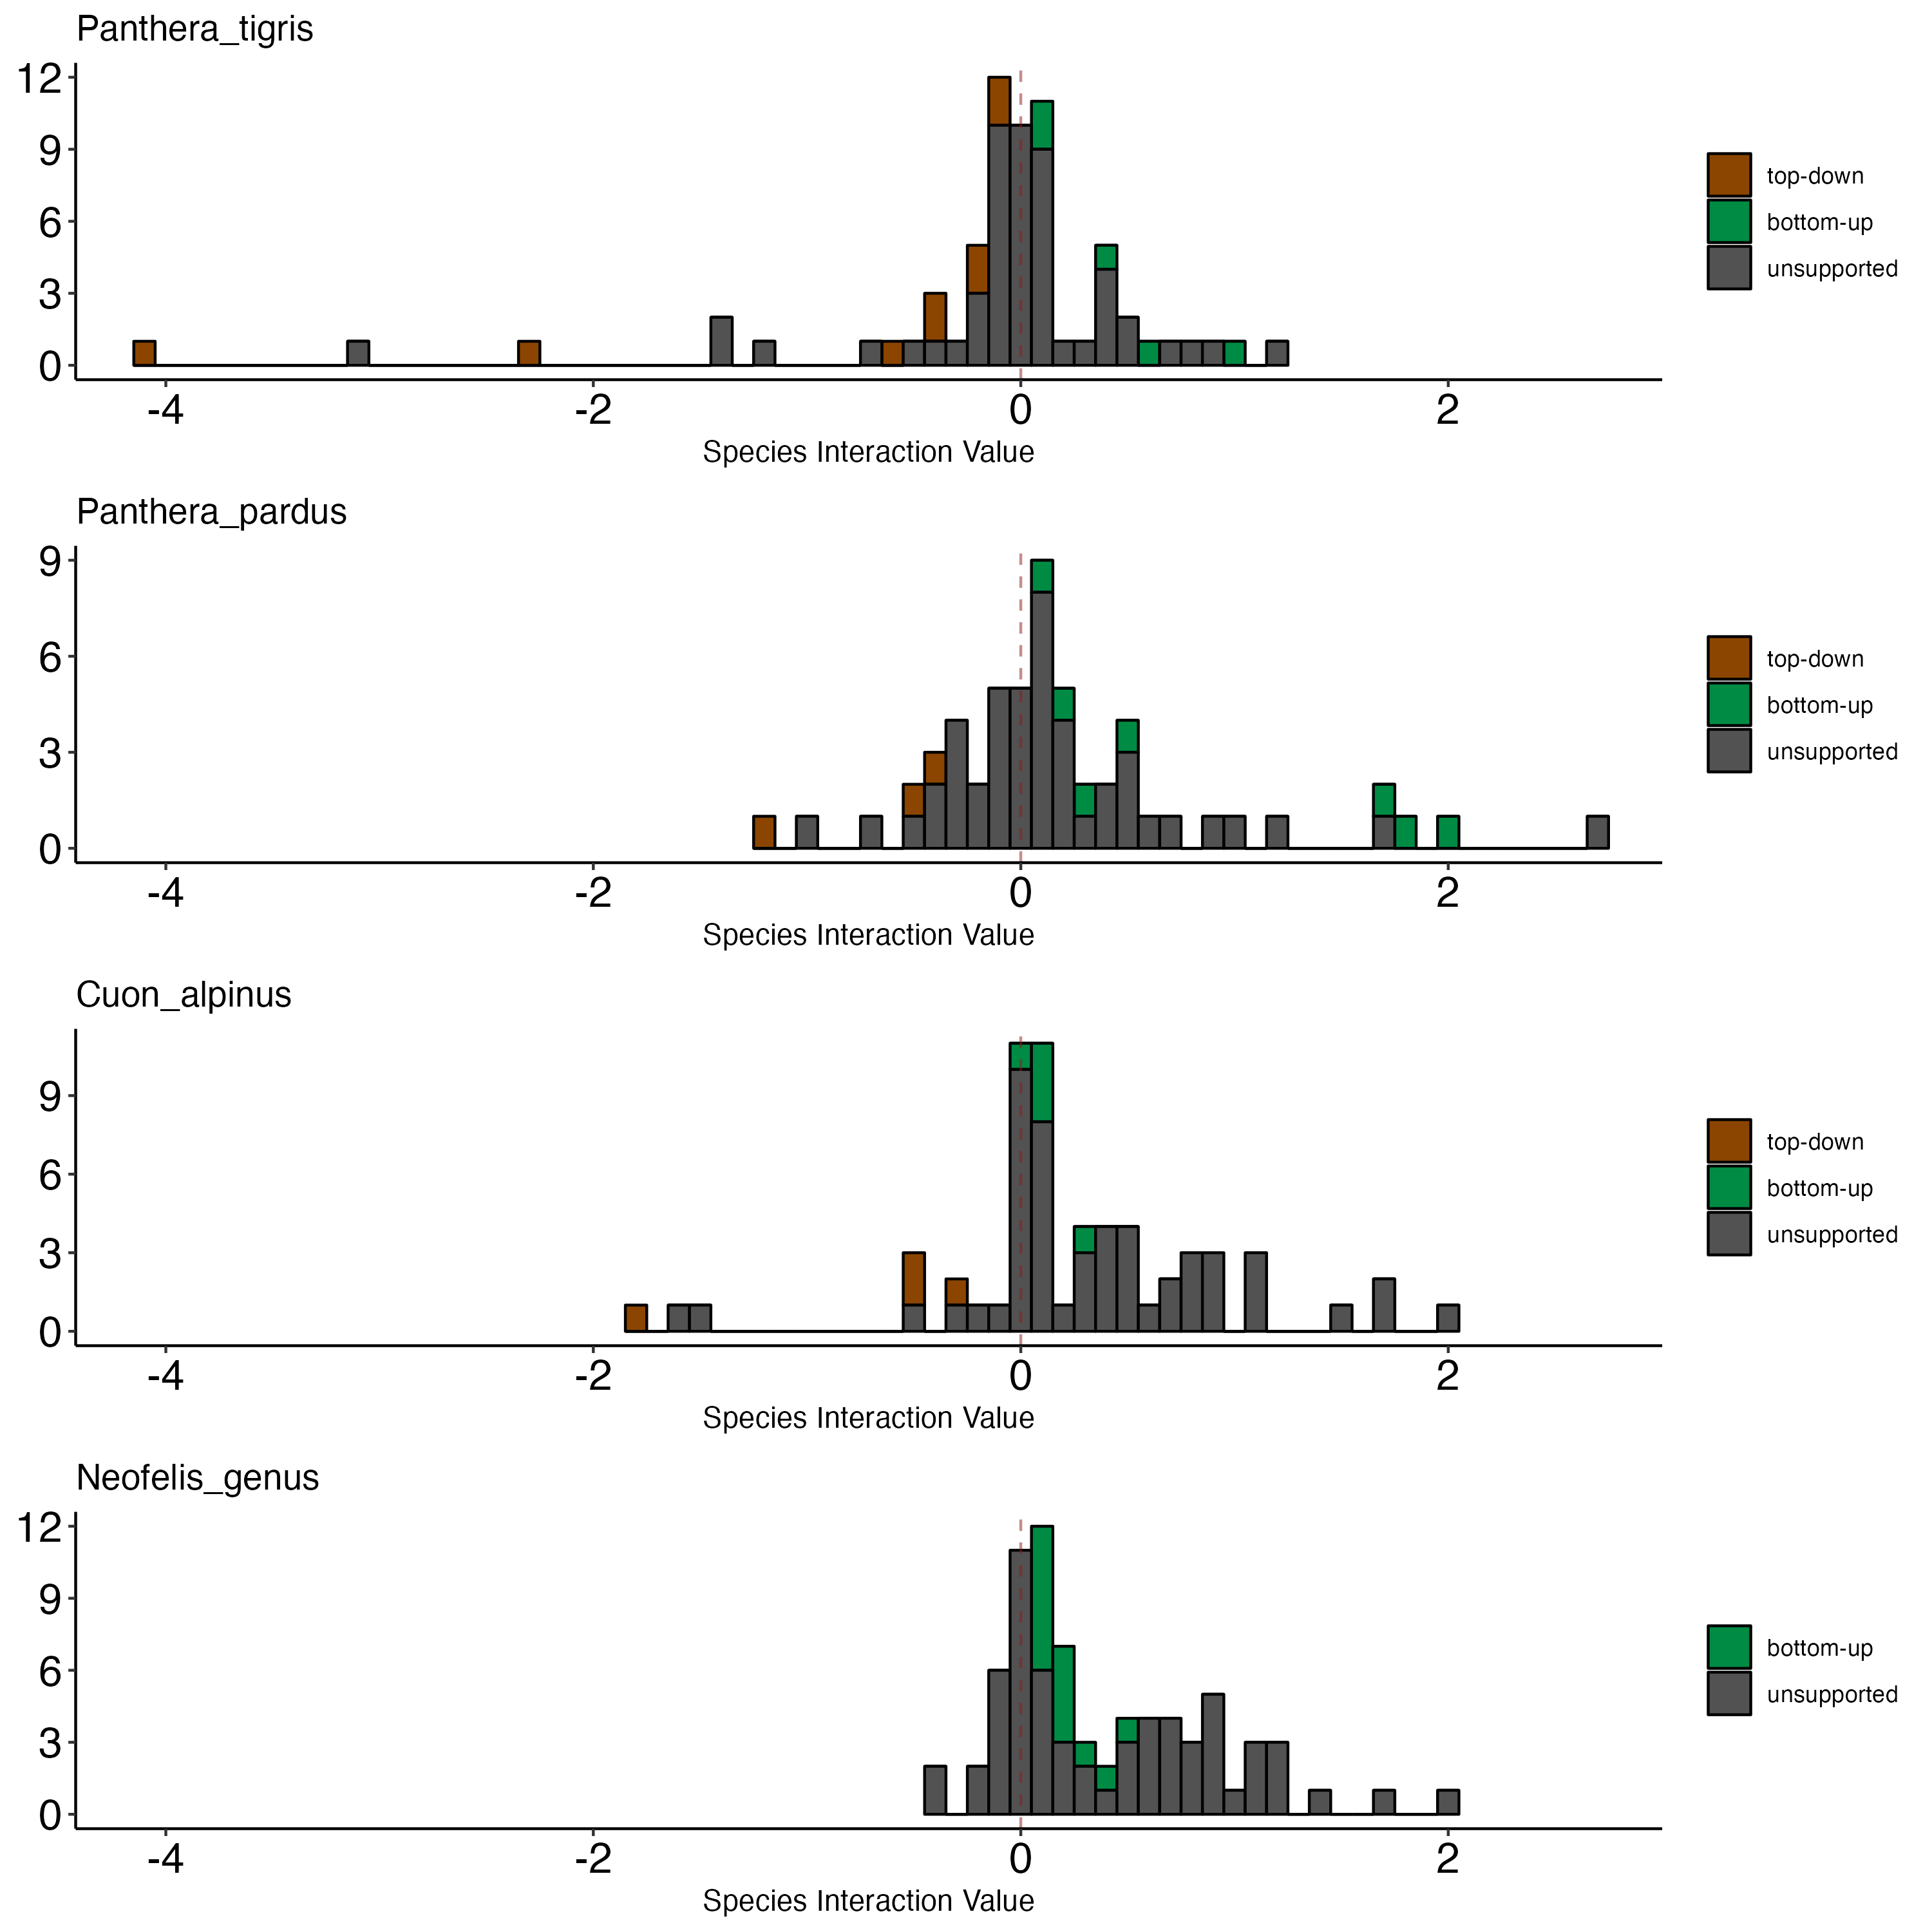 Panthera_tigris
12
9
6
3
0
-4 -2 0 2
Species Interaction Value
top-down
bottom-up
unsupported
Panthera_pardus
9
6
3
0
-4 -2 0 2
Species Interaction Value
top-down
bottom-up
unsupported
Cuon_alpinus
9
6
3
0
-4 -2 0 2
Species Interaction Value
top-down
bottom-up
unsupported
Neofelis_genus
12
9
6
3
0
-4 -2 0 2
Species Interaction Value
bottom-up
unsupported